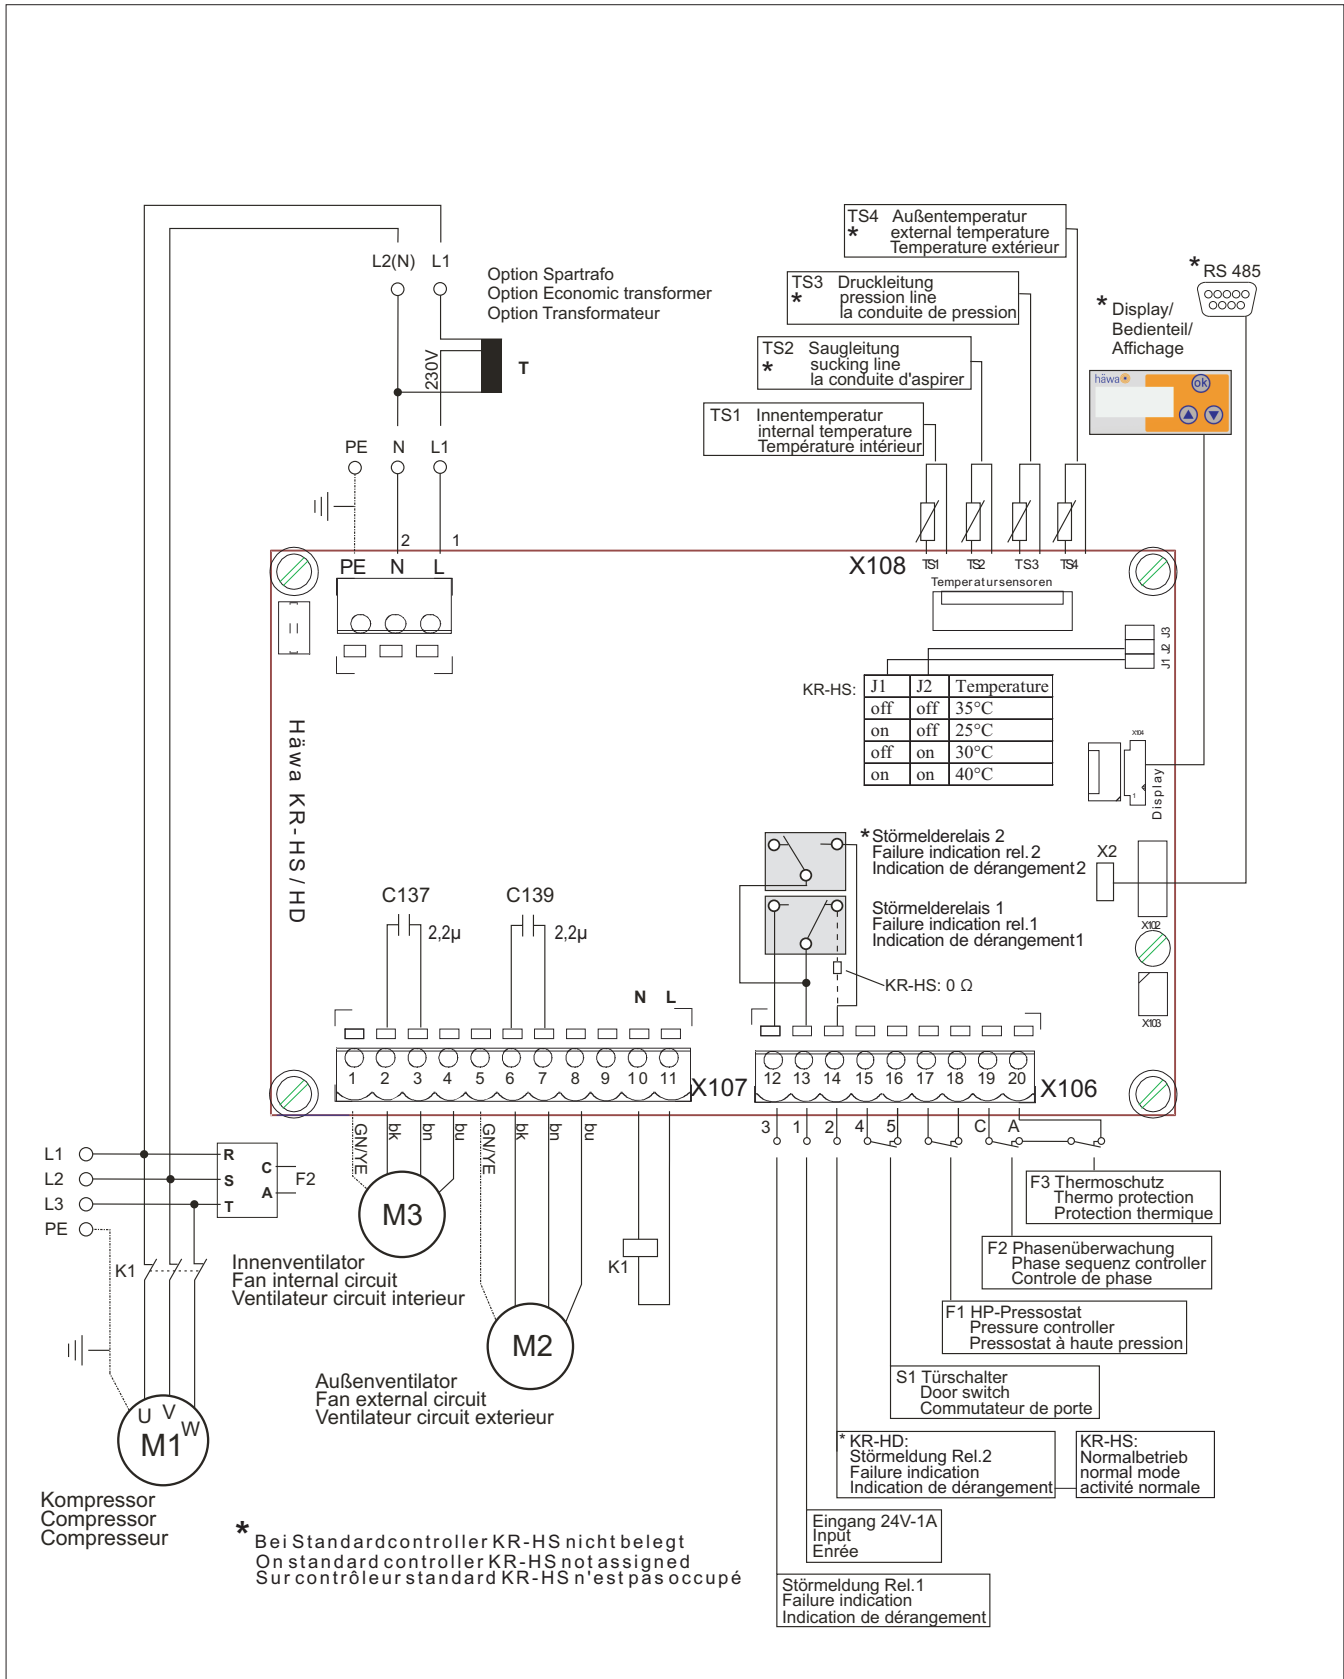 TS4 Außentemperatur
* external temperature
Temperature extérieur
TS3 Druckleitung
* pression line
la conduite de pression
TS2 Saugleitung
* sucking line
la conduite d'aspirer
TS1 Innentemperatur
internal temperature
Température intérieur
* RS 485
* Display/
Bedienteil/
Affichage
häwa
ok
L2(N) L1
Option Spartrafo
Option Economic transformer
Option Transformateur
230V
T
PE N L1
2 1
PE N L
X108
TS1 TS2 TS3 TS4
Temperatursensoren
J1 J2 J3
KR-HS:
J1 J2 Temperature
off off 35°C
on off 25°C
off on 30°C
on on 40°C
X104
1
Display
Häwa KR-HS/HD
* Störmelderelais 2
Failure indication rel.2
Indication de dérangement2
X2
Störmelderelais 1
Failure indication rel.1
Indication de dérangement1
X102
KR-HS: 0 Ω
X103
C137
2,2µ
C139
2,2µ
N L
1 2 3 4 5 6 7 8 9 10 11
X107
12 13 14 15 16 17 18 19 20
X106
GN/YE bk bn bu GN/YE bk bn bu
3 1 2 4 5 C A
L1
L2
L3
PE
R
S
T
C
A
F2
K1
M3
Innenventilator
Fan internal circuit
Ventilateur circuit interieur
K1
M2
Außenventilator
Fan external circuit
Ventilateur circuit exterieur
U V W
M1
Kompressor
Compressor
Compresseur
F3 Thermoschutz
Thermo protection
Protection thermique
F2 Phasenüberwachung
Phase sequenz controller
Controle de phase
F1 HP-Pressostat
Pressure controller
Pressostat à haute pression
S1 Türschalter
Door switch
Commutateur de porte
* KR-HD:
Störmeldung Rel.2
Failure indication
Indication de dérangement
KR-HS:
Normalbetrieb
normal mode
activité normale
Eingang 24V-1A
Input
Enrée
Störmeldung Rel.1
Failure indication
Indication de dérangement
* Bei Standardcontroller KR-HS nicht belegt
On standard controller KR-HS not assigned
Sur contrôleur standard KR-HS n'est pas occupé